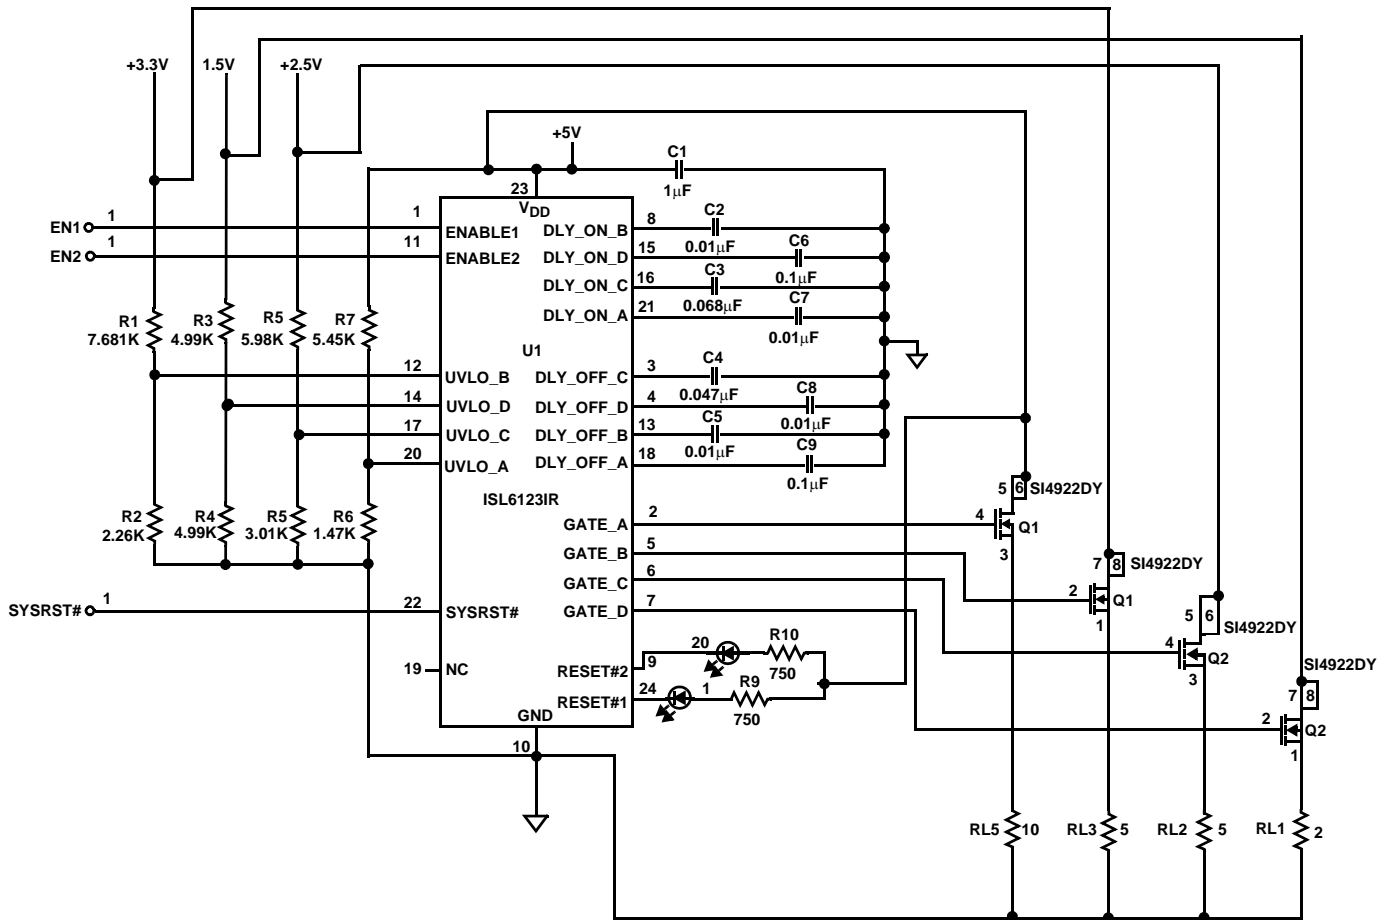 +3.3V 1.5V +2.5V
+5V
C1
1µF
23
VDD
EN1 1 1 ENABLE1
EN2 1 11 ENABLE2
DLY_ON_B 8 C2 0.01µF
DLY_ON_D 15 C6 0.1µF
DLY_ON_C 16 C3 0.068µF
DLY_ON_A 21 C7 0.01µF
R1 7.681K
R3 4.99K
R5 5.98K
R7 5.45K
U1
12 UVLO_B
14 UVLO_D
17 UVLO_C
20 UVLO_A
DLY_OFF_C 3 C4 0.047µF
DLY_OFF_D 4 C8 0.01µF
DLY_OFF_B 13 C5 0.01µF
DLY_OFF_A 18 C9 0.1µF
ISL6123IR
R2 2.26K
R4 4.99K
R5 3.01K
R6 1.47K
GATE_A 2
GATE_B 5
GATE_C 6
GATE_D 7
5 6 SI4922DY
4 Q1
3
7 8 SI4922DY
2 Q1
1
5 6 SI4922DY
4 Q2
3
SI4922DY
7 8
2 Q2
1
SYSRST# 1 22 SYSRST#
19 NC
RESET#2 9 20 R10 750
RESET#1 24 1 R9 750
GND
10
RL5 10
RL3 5
RL2 5
RL1 2